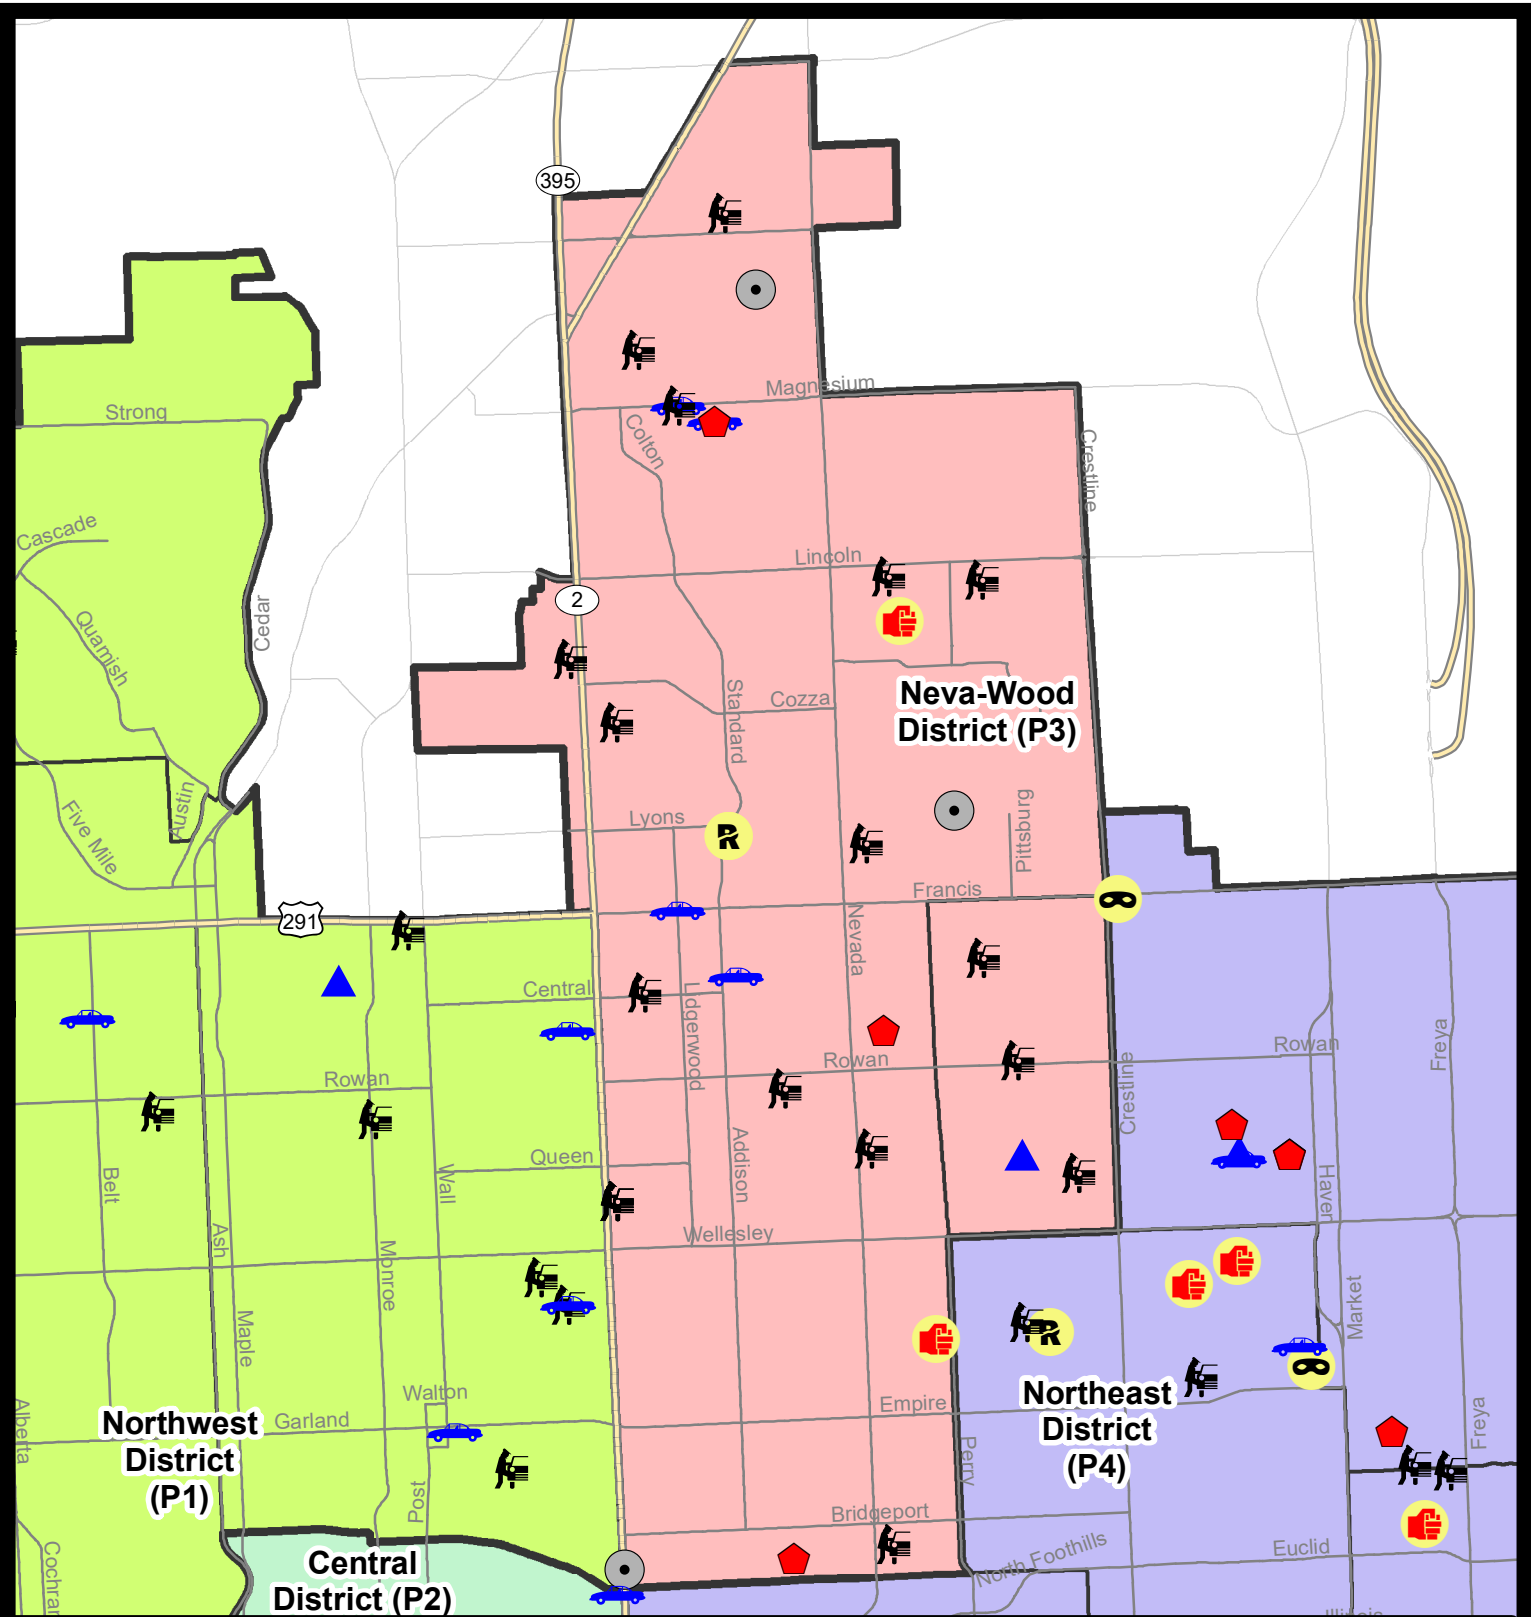 395
Magnesium
Strong
Colton
Crestline
Cascade
Lincoln
2
Cedar
Quamish
Neva-Wood
District (P3)
Cozza
Standard
Austin
Five Mile
Lyons
Pittsburg
Francis
R
291
Nevada
Central
Lidgerwood
Rowan
Rowan
Rowan
Freya
Crestline
Queen
Wall
Belt
Addison
Haven
Wellesley
Ash
Monroe
Maple
Market
R
Walton
Garland
Empire
Northeast
District
(P4)
Northwest
District
(P1)
Alberta
Freya
Perry
Post
Bridgeport
Cochran
Central
District (P2)
North Foothills
Euclid